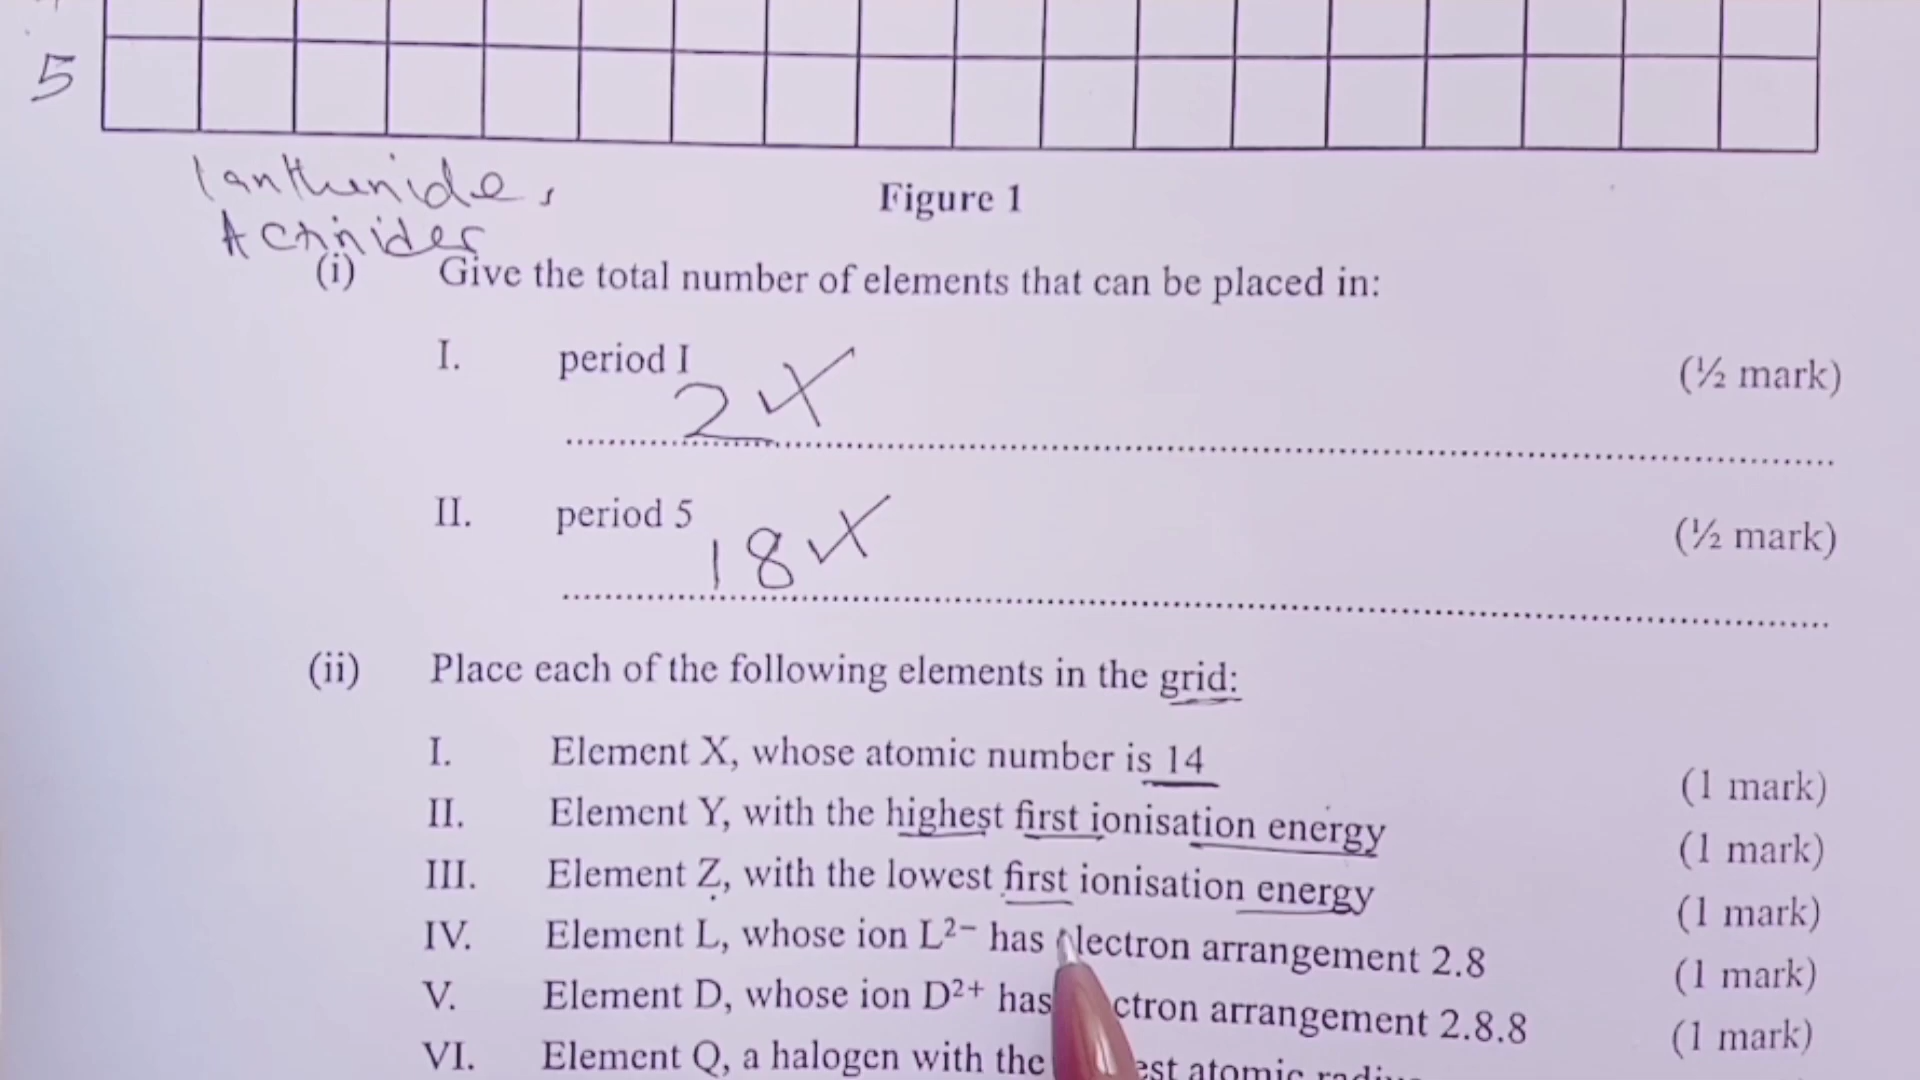 5
lanthenides
Actinides
Figure 1
(i) Give the total number of elements that can be placed in:
I. period I (½ mark)
2
II. period 5 (½ mark)
18
(ii) Place each of the following elements in the grid:
I. Element X, whose atomic number is 14 (1 mark)
II. Element Y, with the highest first ionisation energy (1 mark)
III. Element Z, with the lowest first ionisation energy (1 mark)
IV. Element L, whose ion L²⁻ has electron arrangement 2.8 (1 mark)
V. Element D, whose ion D²⁺ has electron arrangement 2.8.8 (1 mark)
VI. Element Q, a halogen with the atomic